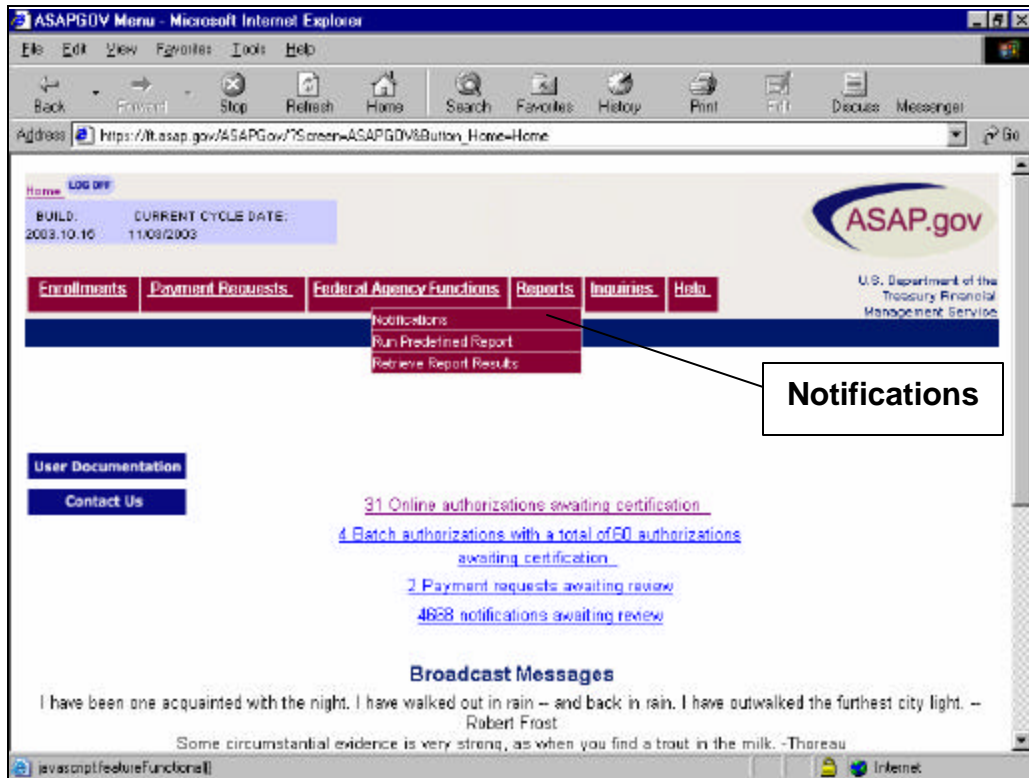 ASAPGOV Menu - Microsoft Internet Explorer
File Edit View Favorites Tools Help
Back Forward Stop Refresh Home Search Favorites History Print Edit Discuss Messenger
Address https://ft.asap.gov/ASAPGov/?Screen=ASAPGOV&Button_Home=Home Go
Home LOG OFF
BUILD: CURRENT CYCLE DATE:
2003.10.16 11/03/2003
ASAP.gov
U.S. Department of the
Treasury Financial
Management Service
Enrollments Payment Requests Federal Agency Functions Reports Inquiries Help
Notifications
Run Predefined Report
Retrieve Report Results
Notifications
User Documentation
Contact Us
31 Online authorizations awaiting certification
4 Batch authorizations with a total of 60 authorizations
awaiting certification
2 Payment requests awaiting review
4668 notifications awaiting review
Broadcast Messages
I have been one acquainted with the night. I have walked out in rain -- and back in rain. I have outwalked the furthest city light. --
Robert Frost
Some circumstantial evidence is very strong, as when you find a trout in the milk. -Thoreau
javascript:featureFunctional() Internet